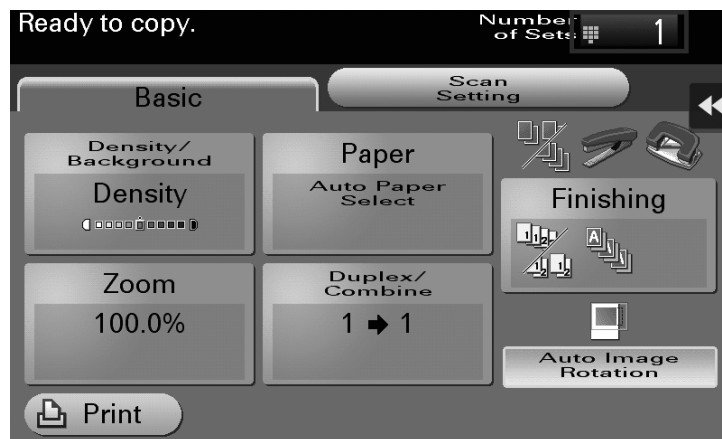 Ready to copy.
Number
of Sets
1
Basic
Scan
Setting
Density/
Background
Density
Paper
Auto Paper
Select
Finishing
Zoom
100.0%
Duplex/
Combine
1 ➡ 1
Auto Image
Rotation
Print